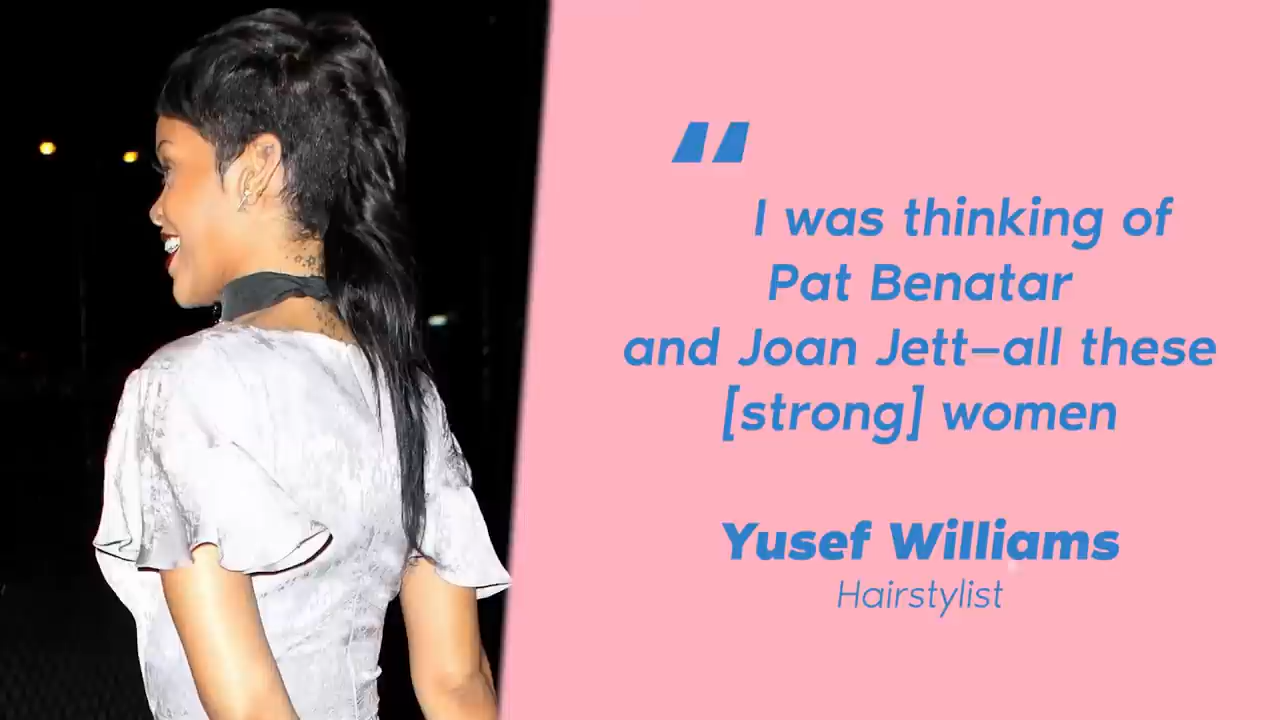 "
I was thinking of
Pat Benatar
and Joan Jett—all these
[strong] women
Yusef Williams
Hairstylist